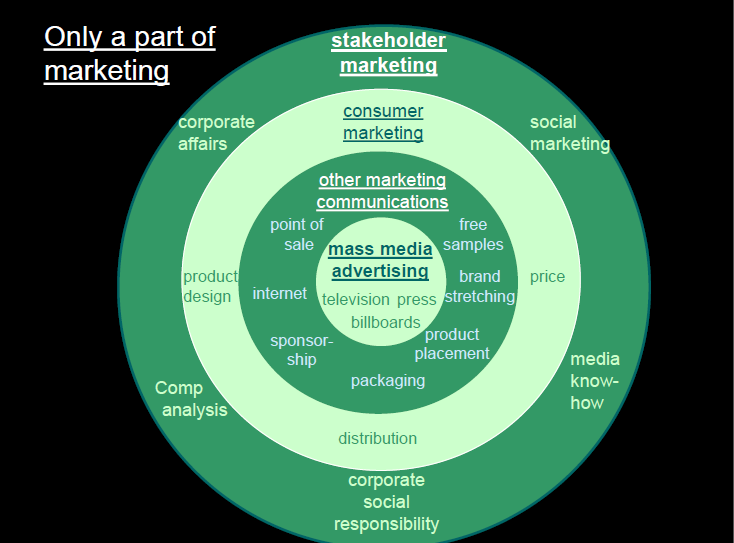 Only a part of
marketing
stakeholder
marketing
consumer
marketing
corporate
affairs
social
marketing
other marketing
communications
point of
sale
free
samples
mass media
advertising
product
design
internet
television press
billboards
brand
stretching
price
sponsor-
ship
product
placement
packaging
media
know-
how
Comp
analysis
distribution
corporate
social
responsibility